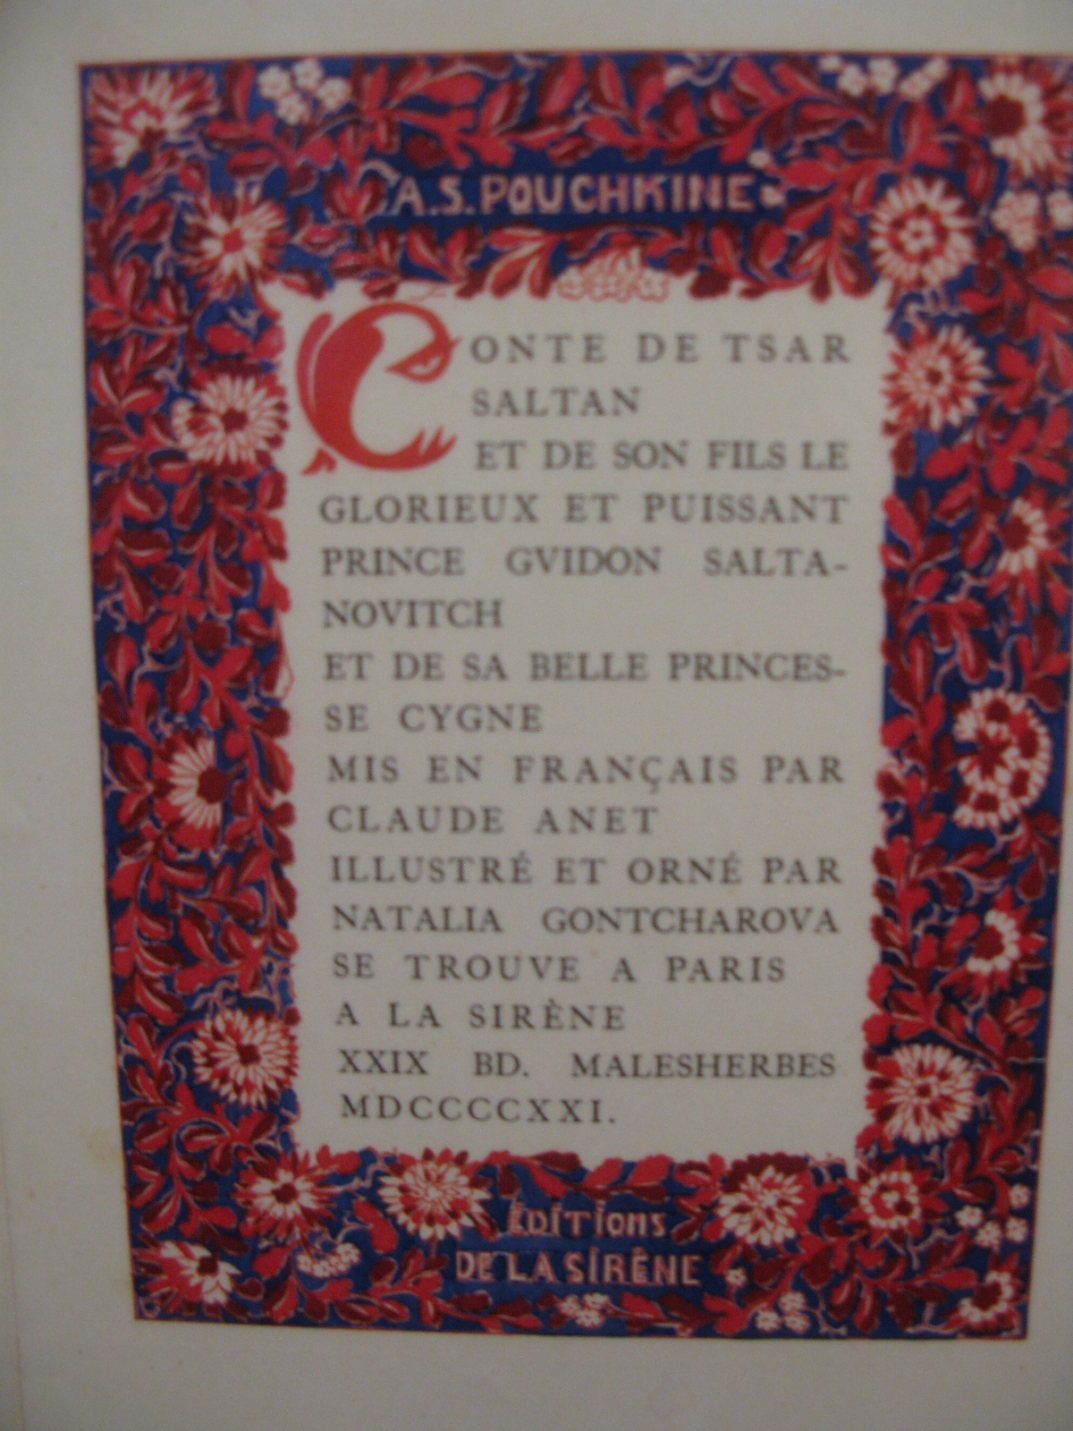 A.S. POUCHKINE
CONTE DE TSAR
SALTAN
ET DE SON FILS LE
GLORIEUX ET PUISSANT
PRINCE GVIDON SALTA-
NOVITCH
ET DE SA BELLE PRINCES-
SE CYGNE
MIS EN FRANÇAIS PAR
CLAUDE ANET
ILLUSTRÉ ET ORNÉ PAR
NATALIA GONTCHAROVA
SE TROUVE A PARIS
A LA SIRÈNE
XXIX BD. MALESHERBES
MDCCCCXXI.
ÉDITIONS
DE LA SIRÈNE